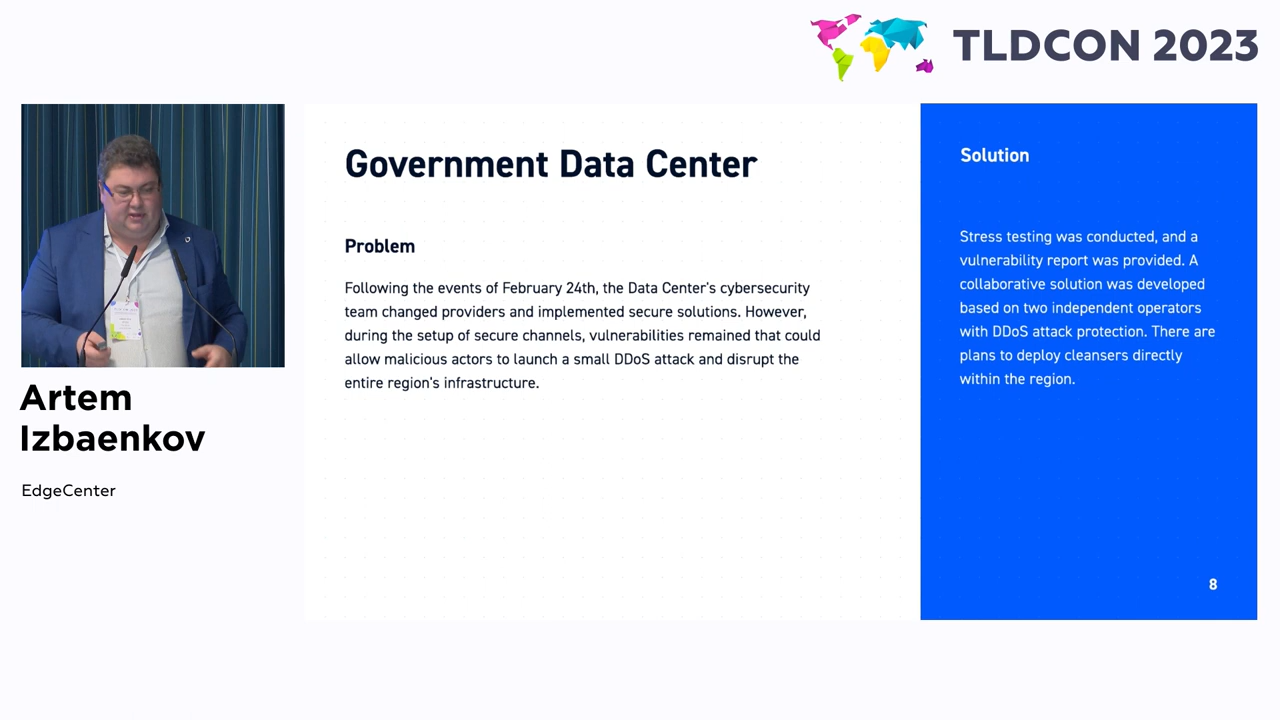 TLDCON 2023
Artem
Izbaenkov
EdgeCenter
Government Data Center
Problem
Following the events of February 24th, the Data Center's cybersecurity
team changed providers and implemented secure solutions. However,
during the setup of secure channels, vulnerabilities remained that could
allow malicious actors to launch a small DDoS attack and disrupt the
entire region's infrastructure.
Solution
Stress testing was conducted, and a
vulnerability report was provided. A
collaborative solution was developed
based on two independent operators
with DDoS attack protection. There are
plans to deploy cleansers directly
within the region.
8